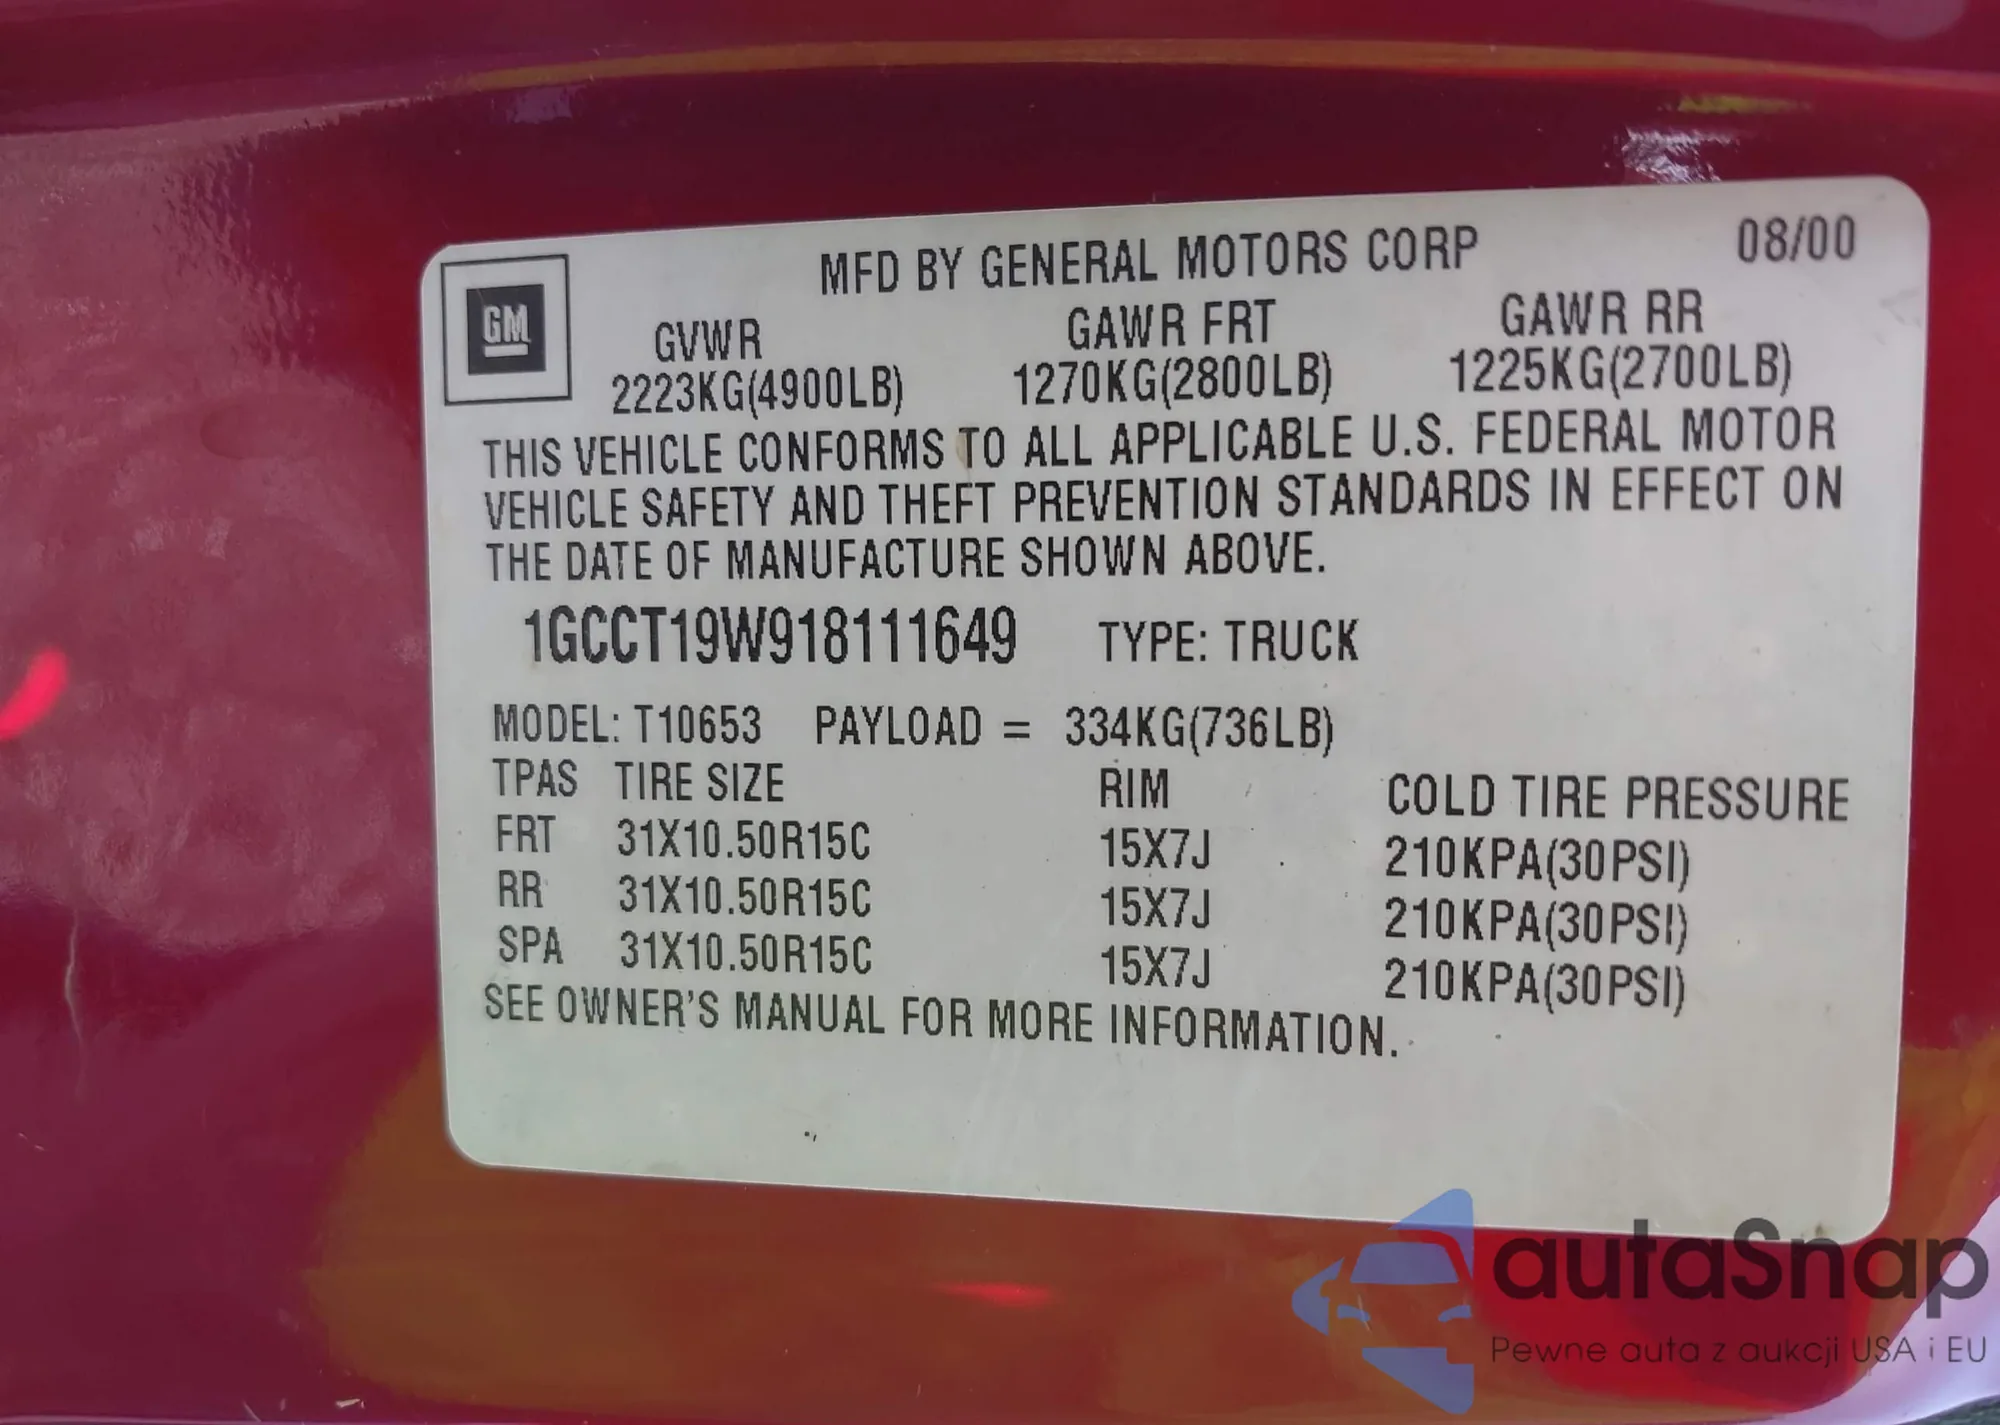 MFD BY GENERAL MOTORS CORP 08/00
GM
GVWR GAWR FRT GAWR RR
2223KG(4900LB) 1270KG(2800LB) 1225KG(2700LB)
THIS VEHICLE CONFORMS TO ALL APPLICABLE U.S. FEDERAL MOTOR
VEHICLE SAFETY AND THEFT PREVENTION STANDARDS IN EFFECT ON
THE DATE OF MANUFACTURE SHOWN ABOVE.
1GCCT19W918111649 TYPE: TRUCK
MODEL: T10653 PAYLOAD = 334KG(736LB)
TPAS TIRE SIZE RIM COLD TIRE PRESSURE
FRT 31X10.50R15C 15X7J 210KPA(30PSI)
RR 31X10.50R15C 15X7J 210KPA(30PSI)
SPA 31X10.50R15C 15X7J 210KPA(30PSI)
SEE OWNER'S MANUAL FOR MORE INFORMATION.
autaSnap
Pewne auta z aukcji USA i EU